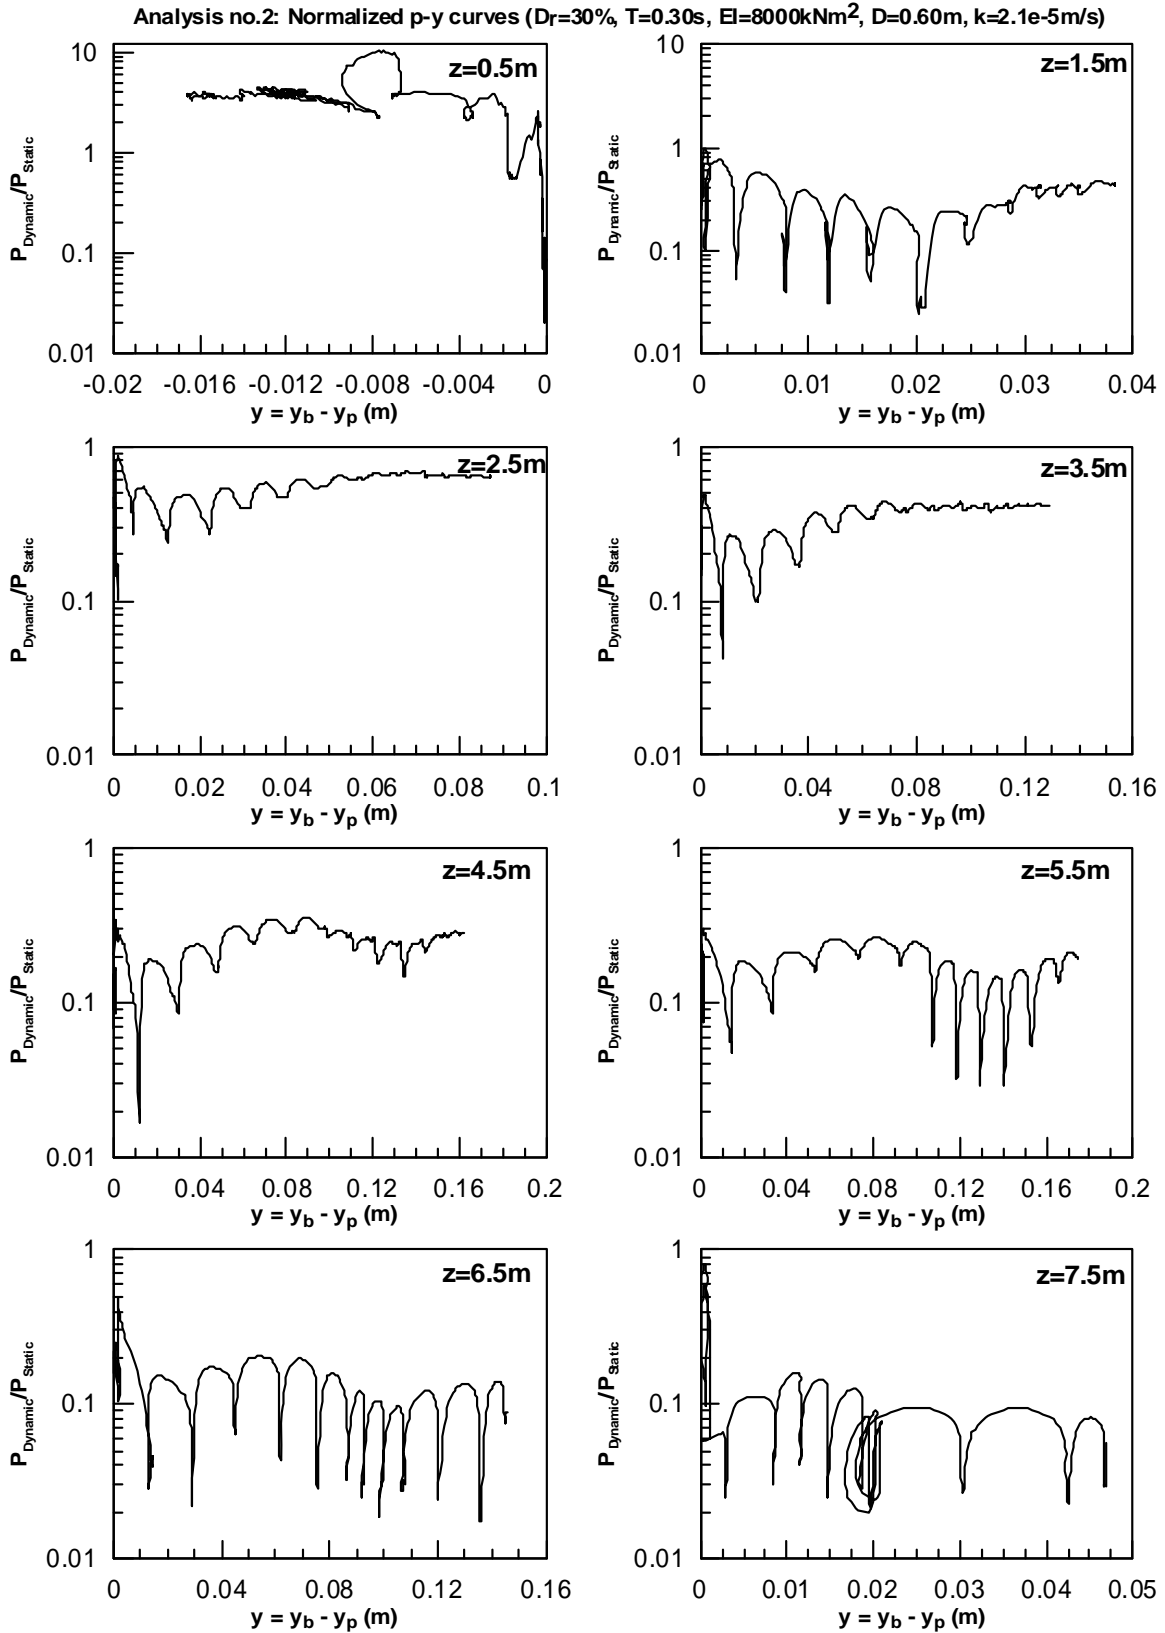 Analysis no.2: Normalized p-y curves (Dr=30%, T=0.30s, EI=8000kNm2, D=0.60m, k=2.1e-5m/s)
z=0.5m
10
1
0.1
0.01
PDynamic/PStatic
-0.02 -0.016 -0.012 -0.008 -0.004 0
y = yb - yp (m)
z=1.5m
10
1
0.1
0.01
PDynamic/PStatic
0 0.01 0.02 0.03 0.04
y = yb - yp (m)
z=2.5m
1
0.1
0.01
PDynamic/PStatic
0 0.02 0.04 0.06 0.08 0.1
y = yb - yp (m)
z=3.5m
1
0.1
0.01
PDynamic/PStatic
0 0.04 0.08 0.12 0.16
y = yb - yp (m)
z=4.5m
1
0.1
0.01
PDynamic/PStatic
0 0.04 0.08 0.12 0.16 0.2
y = yb - yp (m)
z=5.5m
1
0.1
0.01
PDynamic/PStatic
0 0.04 0.08 0.12 0.16 0.2
y = yb - yp (m)
z=6.5m
1
0.1
0.01
PDynamic/PStatic
0 0.04 0.08 0.12 0.16
y = yb - yp (m)
z=7.5m
1
0.1
0.01
PDynamic/PStatic
0 0.01 0.02 0.03 0.04 0.05
y = yb - yp (m)